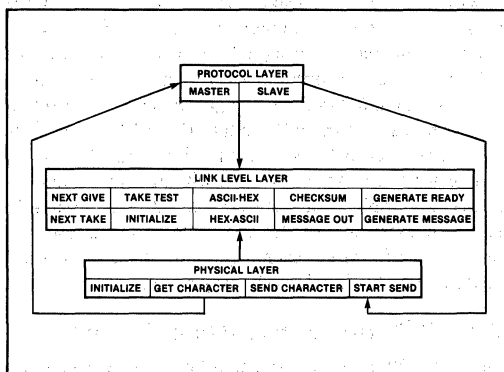 PROTOCOL LAYER
MASTER SLAVE
LINK LEVEL LAYER
NEXT GIVE TAKE TEST ASCII-HEX CHECKSUM GENERATE READY
NEXT TAKE INITIALIZE HEX-ASCII MESSAGE OUT GENERATE MESSAGE
PHYSICAL LAYER
INITIALIZE GET CHARACTER SEND CHARACTER START SEND